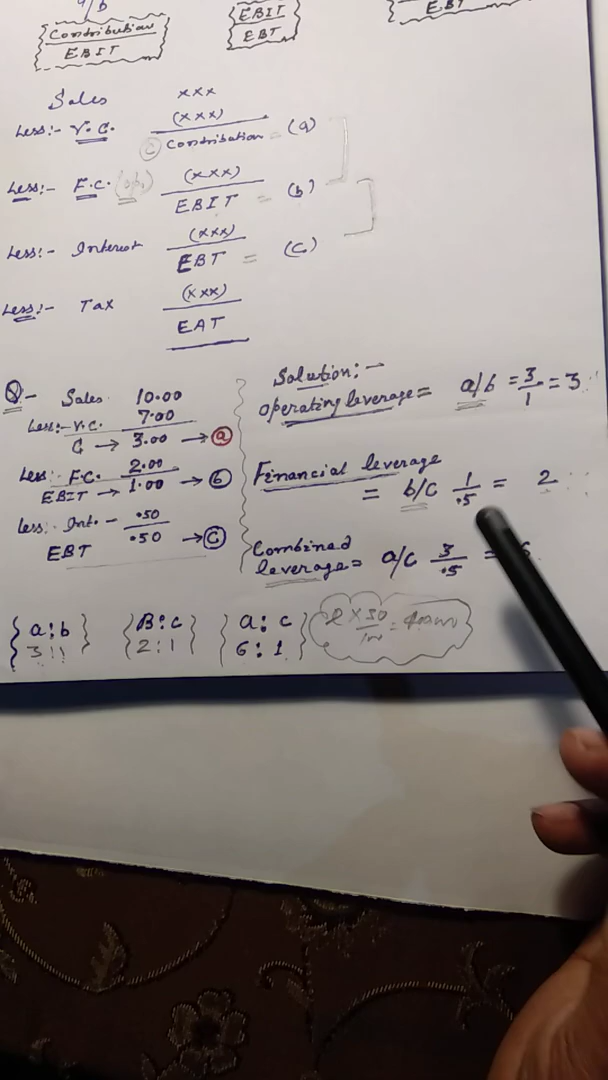 a/b
Contribution
EBIT
EBIT
EBT
EBT
Sales xxx
Less:- V.C. (xxx)
C Contribution = (a)
Less:- F.C. (xxx)
EBIT = (b)
Less:- Interest (xxx)
EBT = (C)
Less:- Tax (xxx)
EAT
Q- Sales 10.00
Less:- V.C. 7.00
C → 3.00 → a
Less:- F.C. 2.00
EBIT → 1.00 → 6
Less:- Int. - .50
EBT .50 → C
Solution:-
Operating leverage = a/b = 3/1 = 3
Financial leverage
= b/c 1/.5 = 2
Combined
leverage = a/c 3/.5 = 6
{ a:b } { B:c } { a:c }
3:1 2:1 6:1